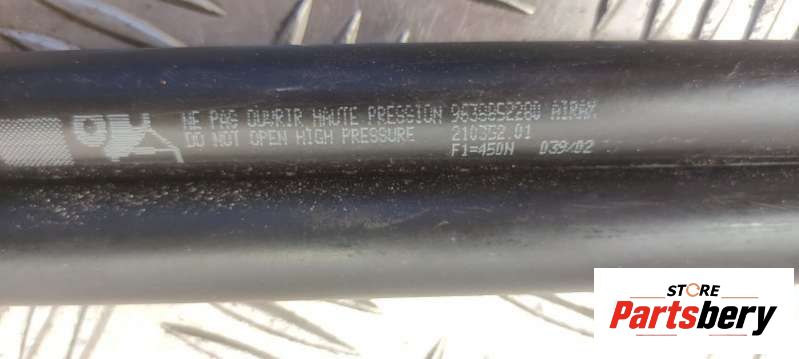 NE PAS OUVRIR HAUTE PRESSION 9638652280 AIRAX
DO NOT OPEN HIGH PRESSURE 210352.01
F1=450N 039/02
STORE
Partsbery